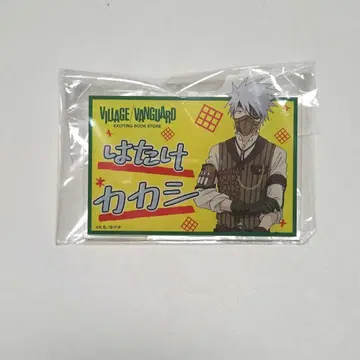 VILLAGE/VANGUARD
EXCITING BOOK STORE
はたけ
カカシ